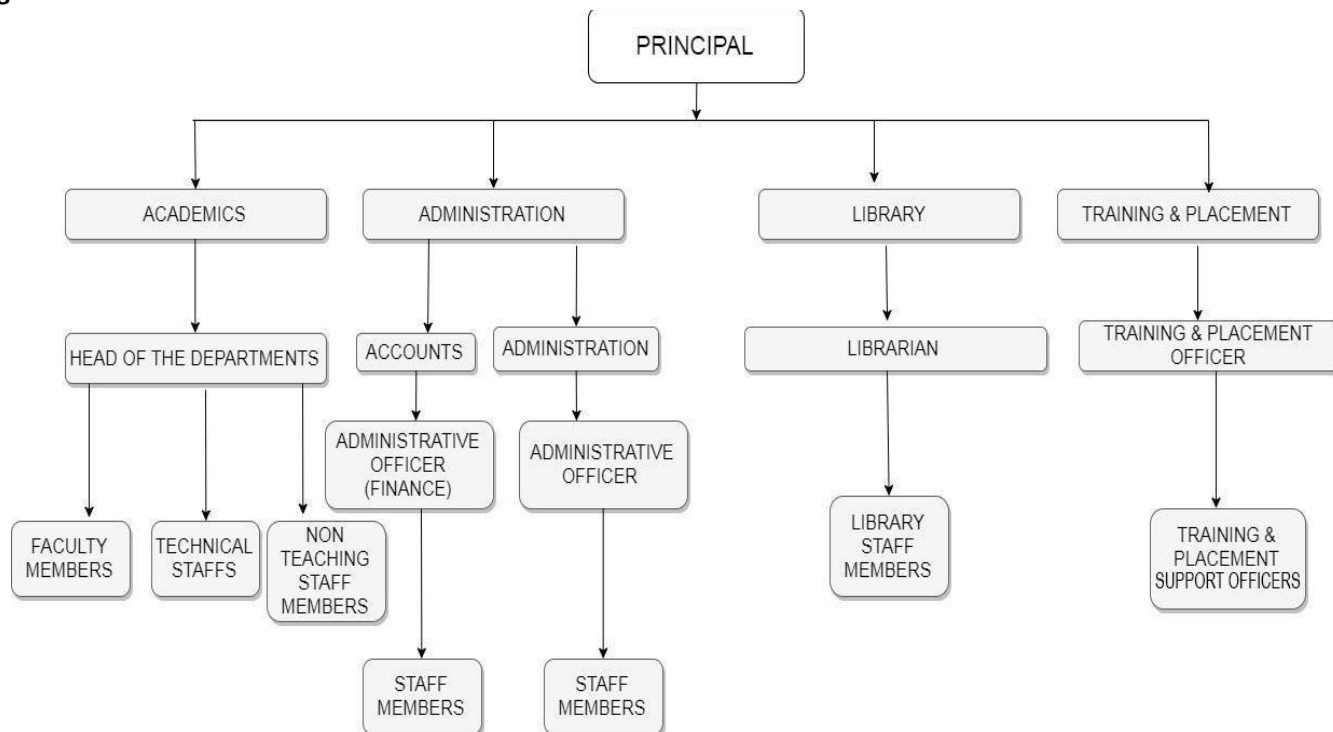 PRINCIPAL
ACADEMICS
ADMINISTRATION
LIBRARY
TRAINING & PLACEMENT
HEAD OF THE DEPARTMENTS
ACCOUNTS
ADMINISTRATION
LIBRARIAN
TRAINING & PLACEMENT
OFFICER
ADMINISTRATIVE
OFFICER
(FINANCE)
ADMINISTRATIVE
OFFICER
FACULTY
MEMBERS
TECHNICAL
STAFFS
NON
TEACHING
STAFF
MEMBERS
LIBRARY
STAFF
MEMBERS
TRAINING &
PLACEMENT
SUPPORT OFFICERS
STAFF
MEMBERS
STAFF
MEMBERS